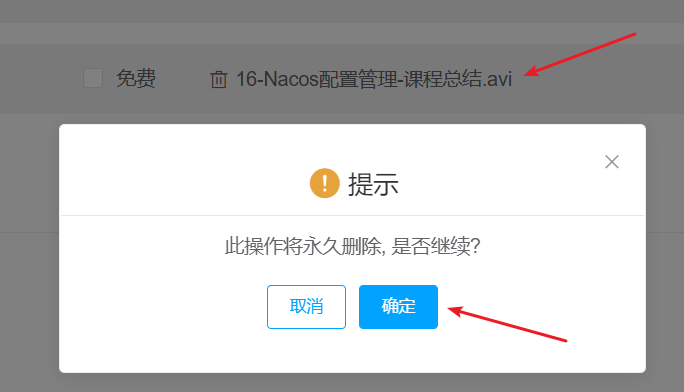 免费 16-Nacos配置管理-课程总结.avi
提示
此操作将永久删除, 是否继续?
取消 确定